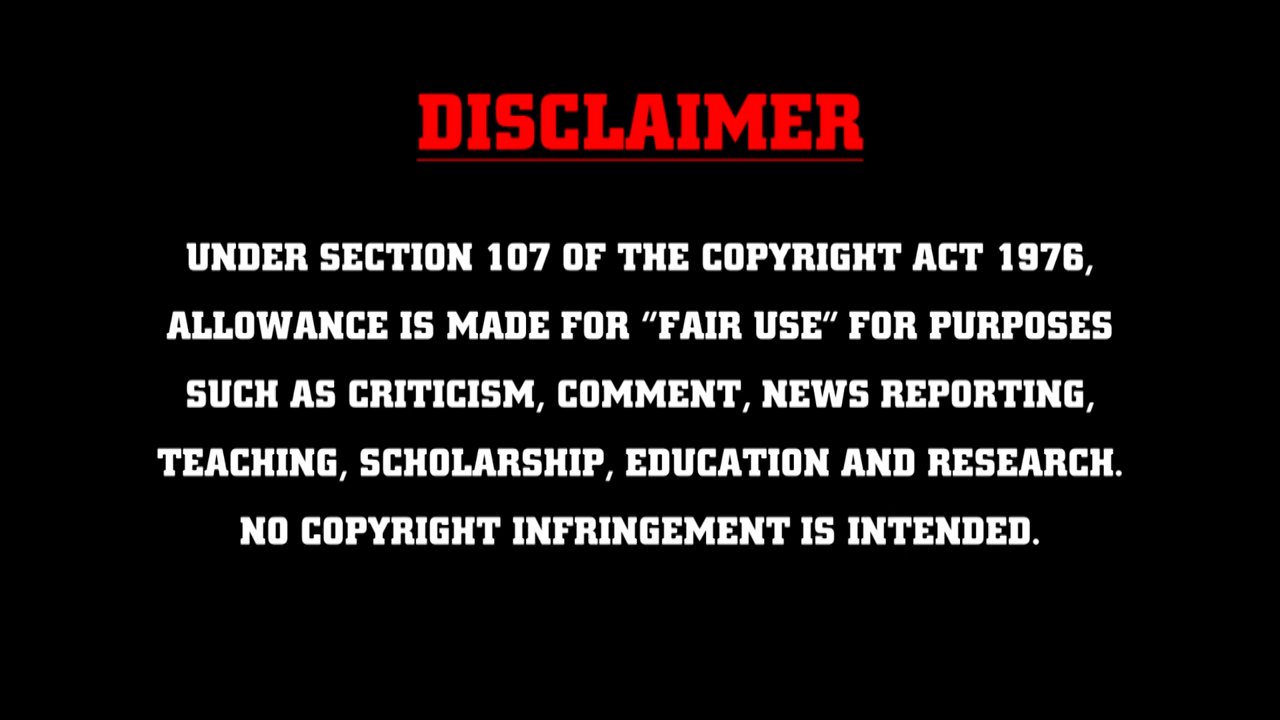 DISCLAIMER
UNDER SECTION 107 OF THE COPYRIGHT ACT 1976,
ALLOWANCE IS MADE FOR “FAIR USE” FOR PURPOSES
SUCH AS CRITICISM, COMMENT, NEWS REPORTING,
TEACHING, SCHOLARSHIP, EDUCATION AND RESEARCH.
NO COPYRIGHT INFRINGEMENT IS INTENDED.